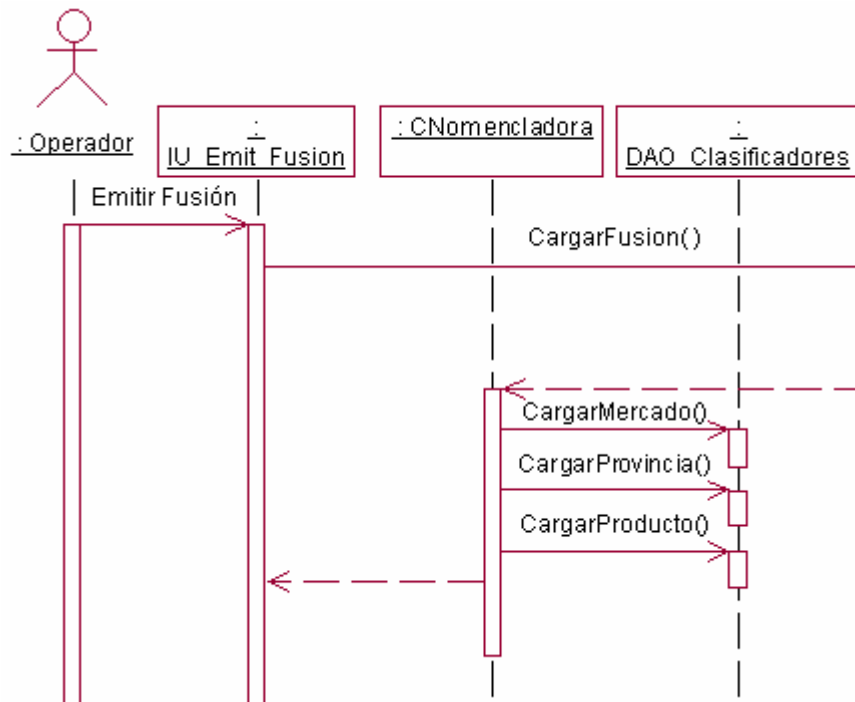 : Operador
:
IU_Emit_Fusion
: CNomencladora
:
DAO_Clasificadores
Emitir Fusión
CargarFusion()
CargarMercado()
CargarProvincia()
CargarProducto()